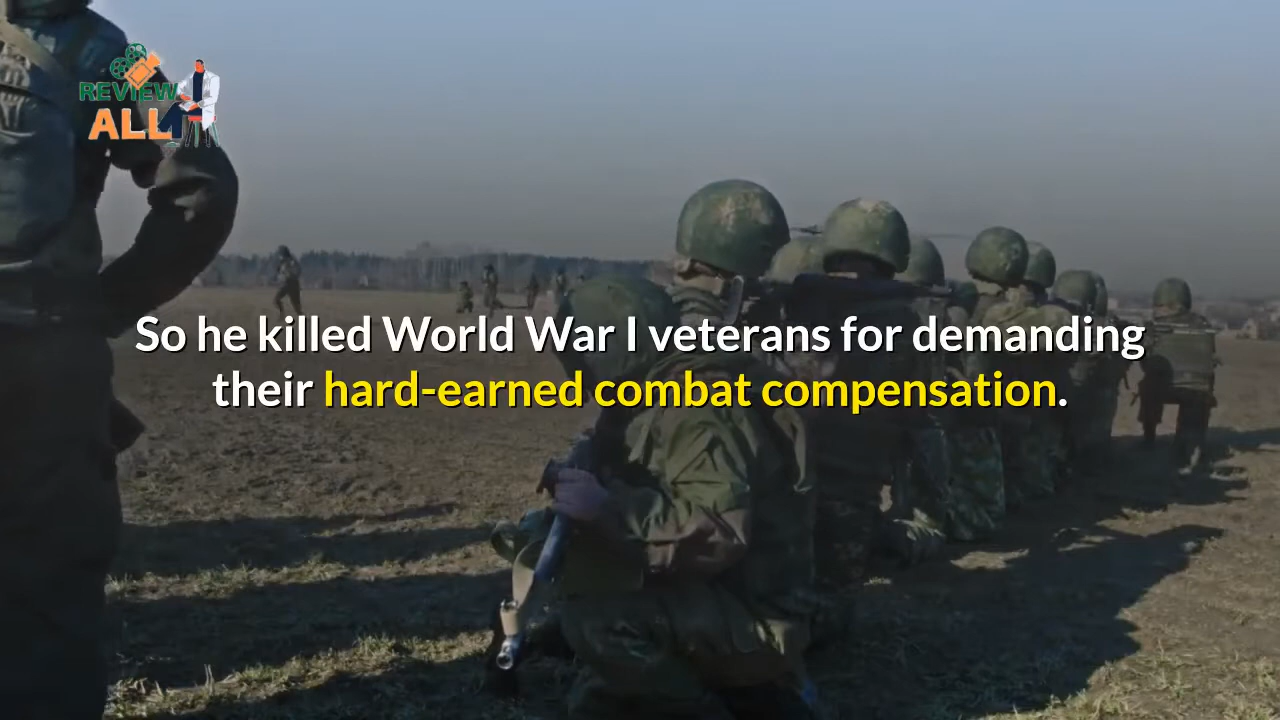 REVIEW
ALL
So he killed World War I veterans for demanding
their hard-earned combat compensation.